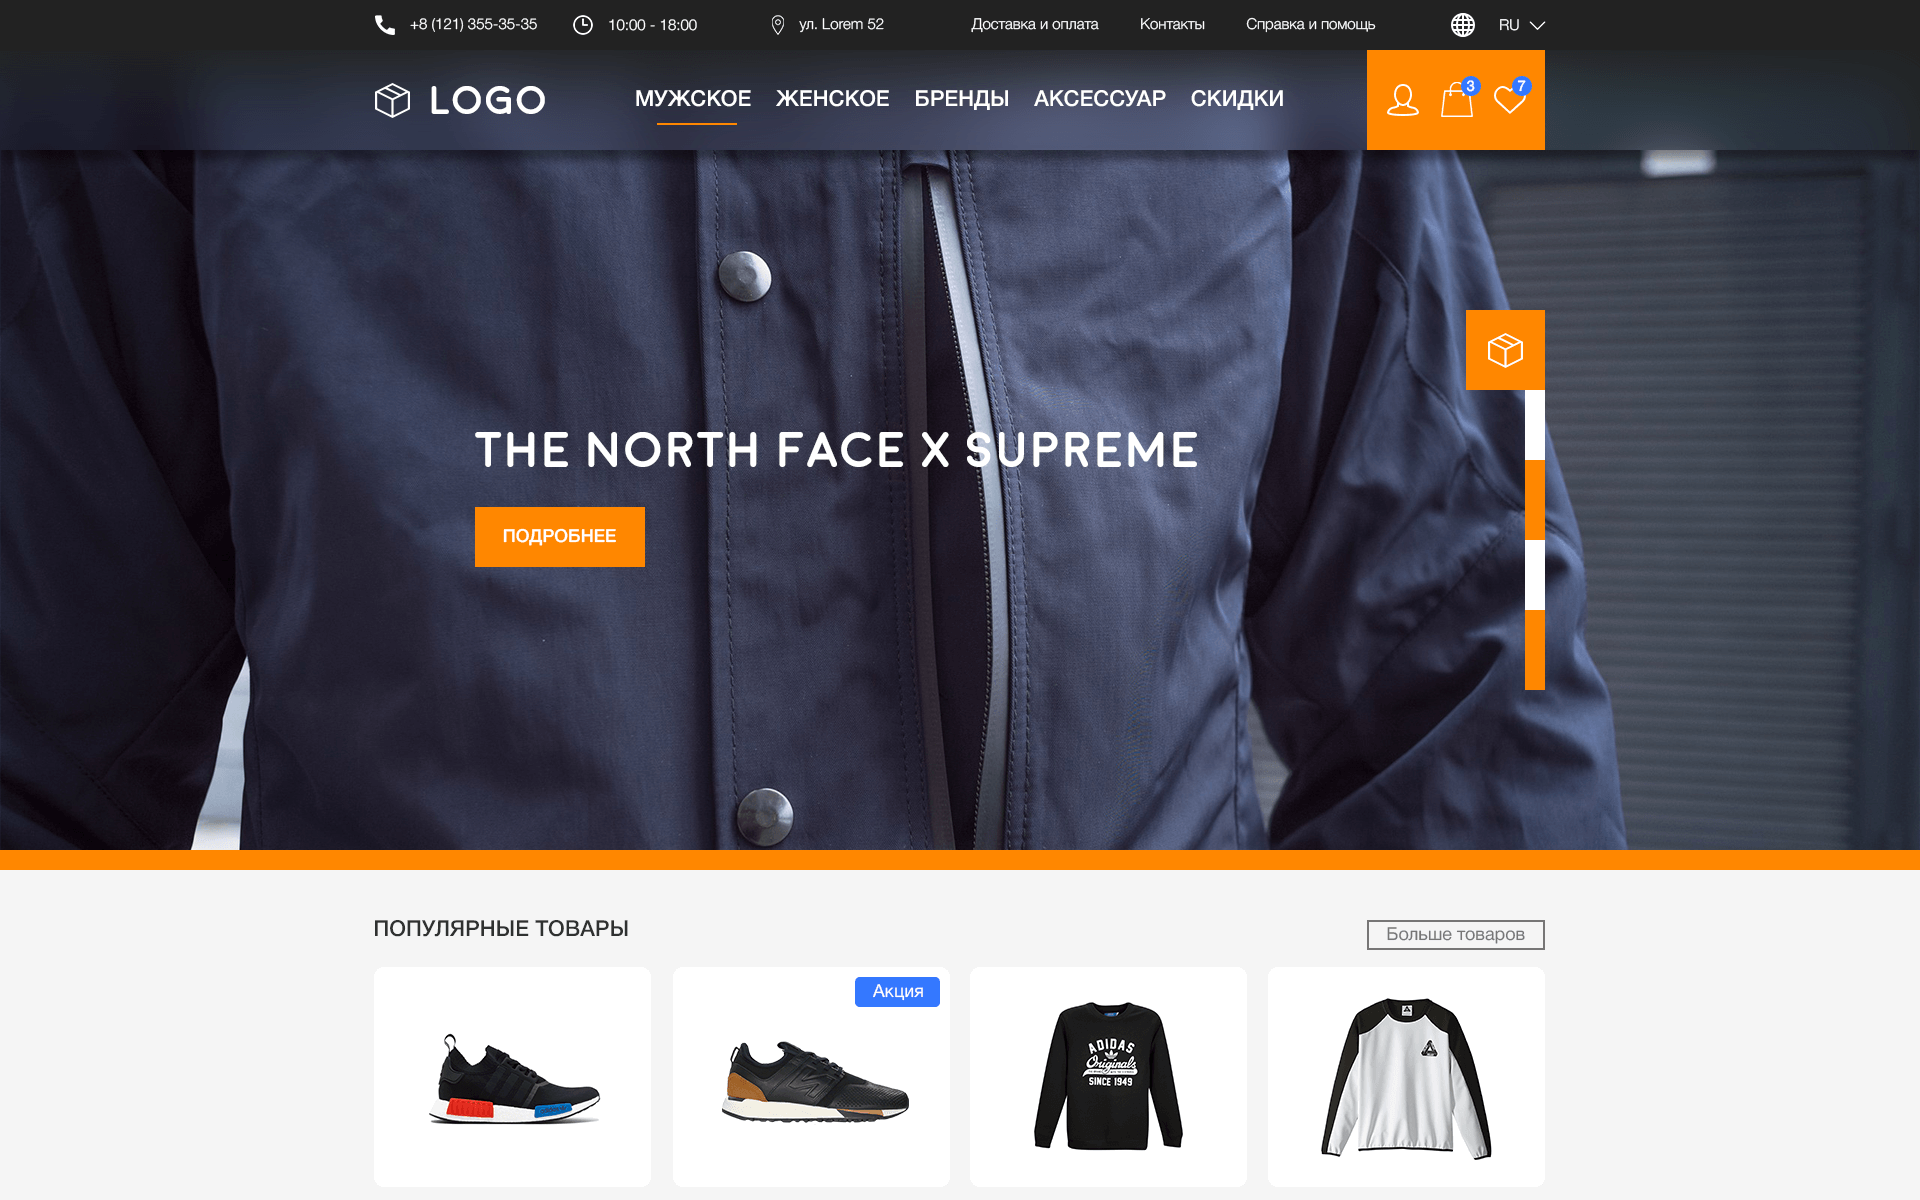 +8 (121) 355-35-35
10:00 - 18:00
ул. Lorem 52
Доставка и оплата
Контакты
Справка и помощь
RU
LOGO
МУЖСКОЕ
ЖЕНСКОЕ
БРЕНДЫ
АКСЕССУАР
СКИДКИ
3
7
THE NORTH FACE X SUPREME
ПОДРОБНЕЕ
ПОПУЛЯРНЫЕ ТОВАРЫ
Больше товаров
Акция
ADIDAS
Originals
SINCE 1949